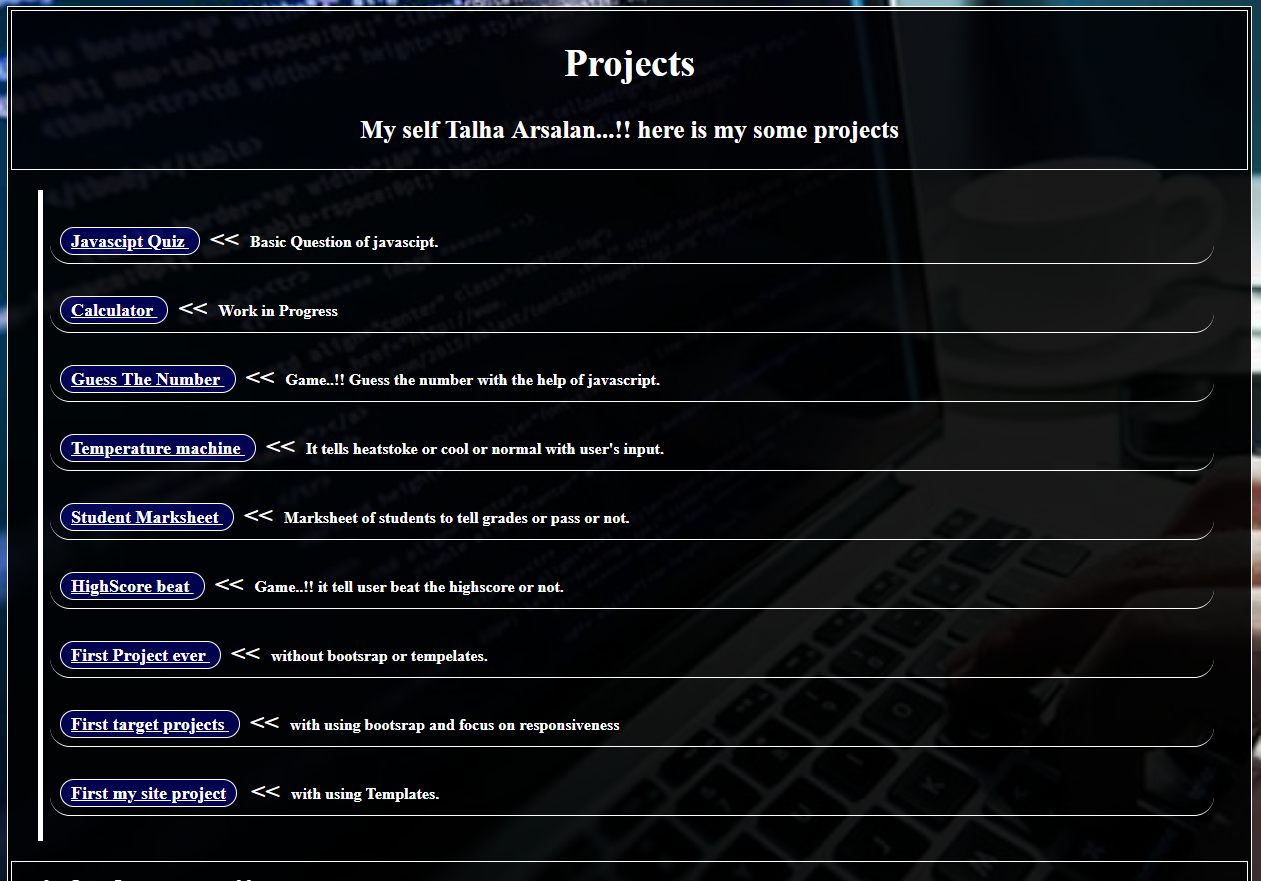 Projects
My self Talha Arsalan...!! here is my some projects
Javascipt Quiz << Basic Question of javascipt.
Calculator << Work in Progress
Guess The Number << Game..!! Guess the number with the help of javascript.
Temperature machine << It tells heatstoke or cool or normal with user's input.
Student Marksheet << Marksheet of students to tell grades or pass or not.
HighScore beat << Game..!! it tell user beat the highscore or not.
First Project ever << without bootsrap or tempelates.
First target projects << with using bootsrap and focus on responsiveness
First my site project << with using Templates.